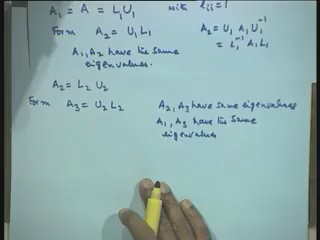 A₁ = A = L₁U₁ with lᵢᵢ = 1
Form A₂ = U₁ L₁ A₂ = U₁ A₁ U₁⁻¹
= L₁⁻¹ A₁ L₁
A₁, A₂ have the same
eigenvalues.
A₂ = L₂ U₂
Form A₃ = U₂ L₂ A₂, A₃ have same eigenvalues
A₁, A₃ have the same
eigenvalues